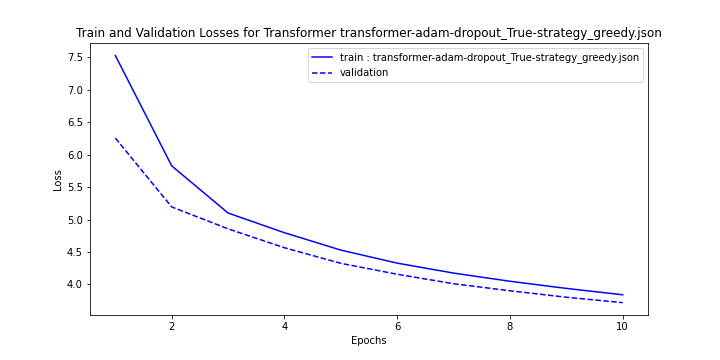 Train and Validation Losses for Transformer transformer-adam-dropout_True-strategy_greedy.json
train : transformer-adam-dropout_True-strategy_greedy.json
validation
7.5
7.0
6.5
6.0
5.5
5.0
4.5
4.0
Loss
2 4 6 8 10
Epochs